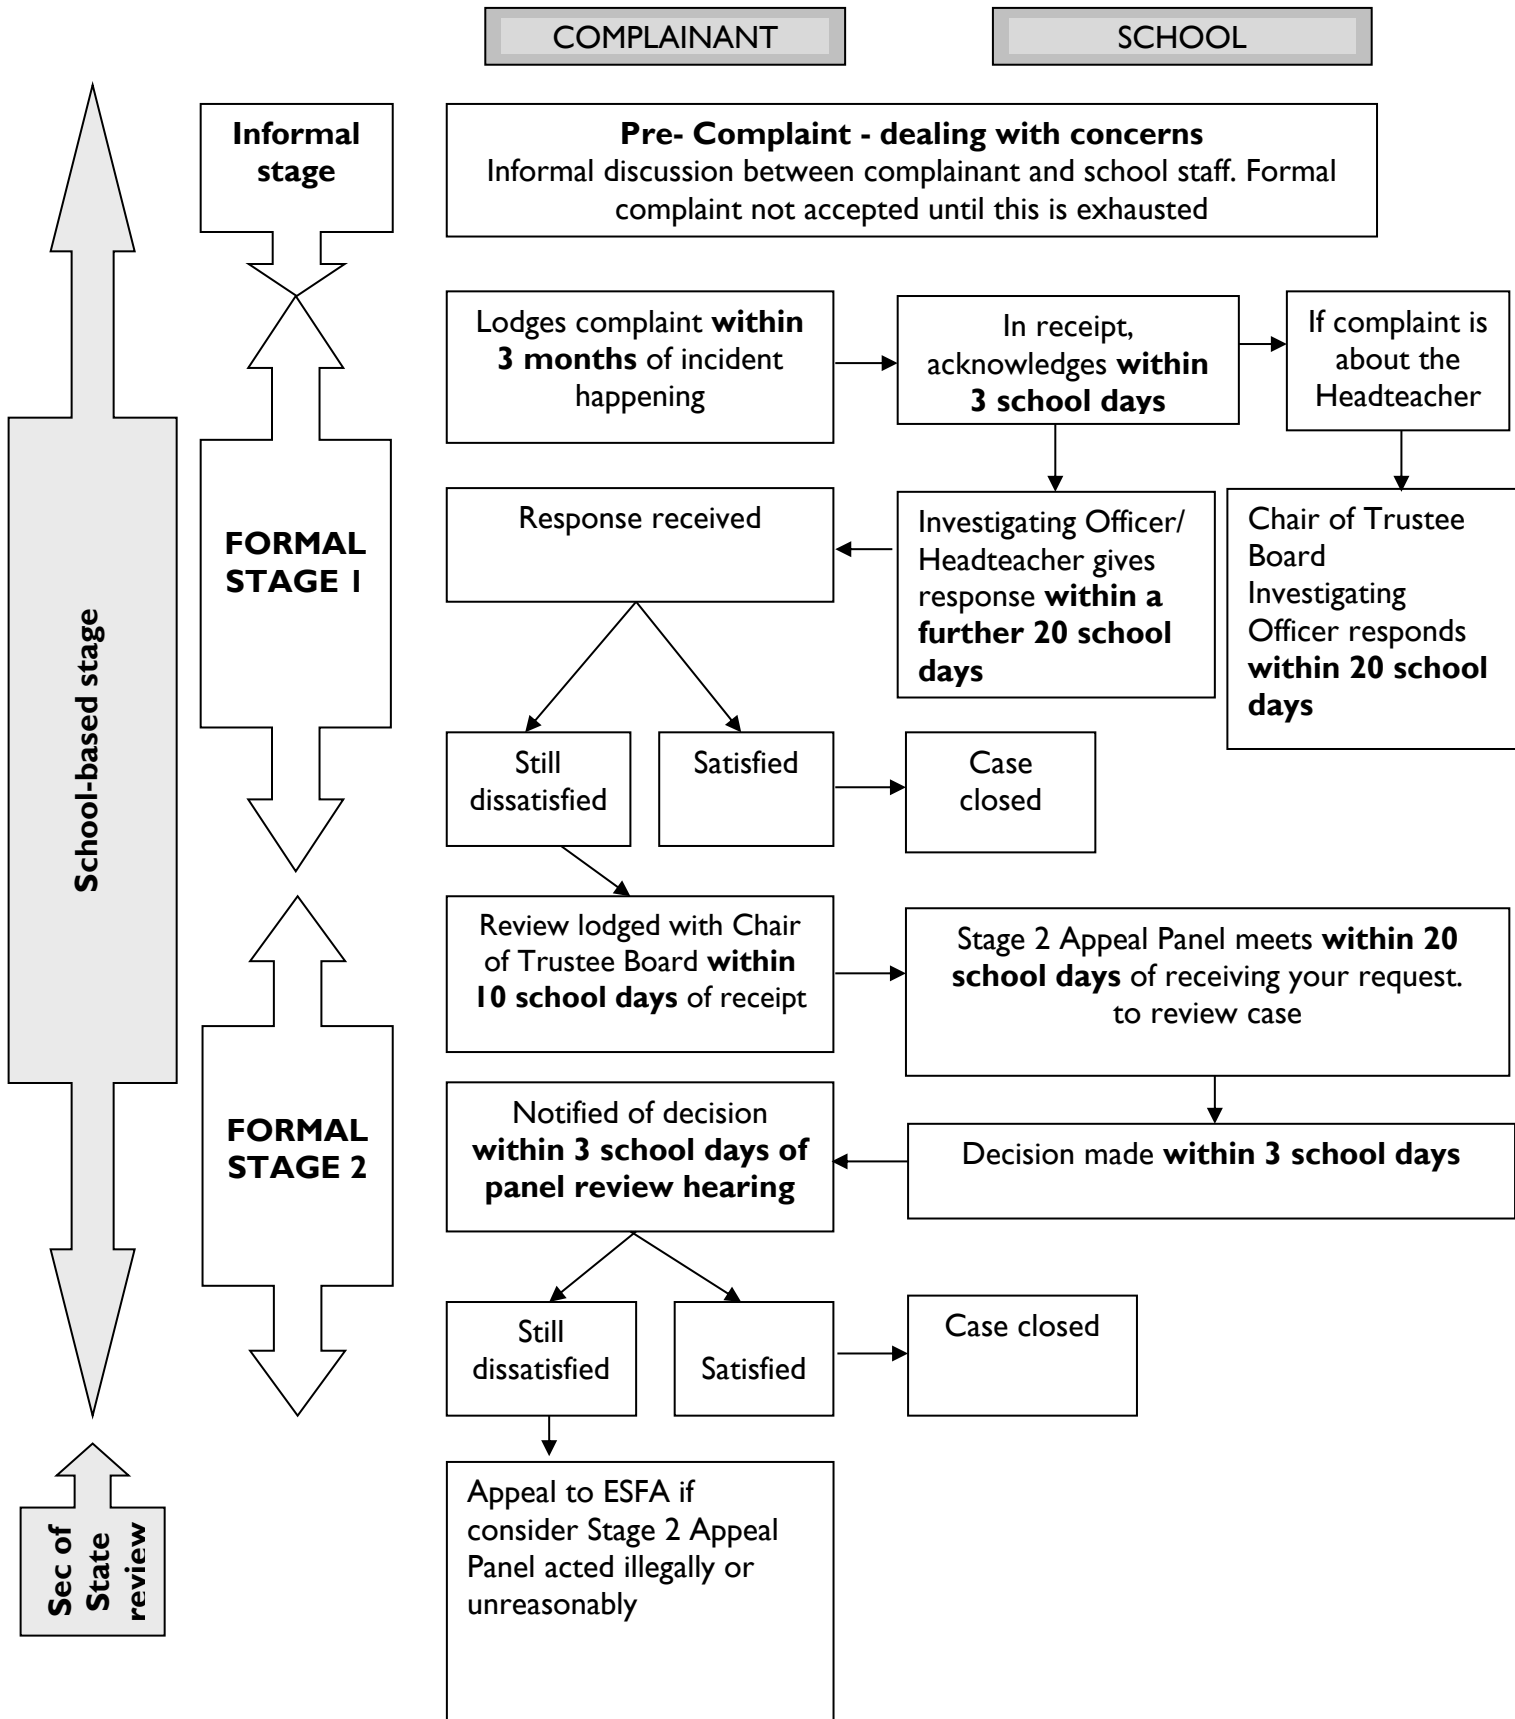 COMPLAINANT
SCHOOL
Informal
stage
Pre- Complaint - dealing with concerns
Informal discussion between complainant and school staff. Formal
complaint not accepted until this is exhausted
Lodges complaint within
3 months of incident
happening
In receipt,
acknowledges within
3 school days
If complaint is
about the
Headteacher
School-based stage
FORMAL
STAGE 1
Response received
Investigating Officer/
Headteacher gives
response within a
further 20 school
days
Chair of Trustee
Board
Investigating
Officer responds
within 20 school
days
Still
dissatisfied
Satisfied
Case
closed
Review lodged with Chair
of Trustee Board within
10 school days of receipt
Stage 2 Appeal Panel meets within 20
school days of receiving your request.
to review case
FORMAL
STAGE 2
Notified of decision
within 3 school days of
panel review hearing
Decision made within 3 school days
Still
dissatisfied
Satisfied
Case closed
Sec of
State
review
Appeal to ESFA if
consider Stage 2 Appeal
Panel acted illegally or
unreasonably